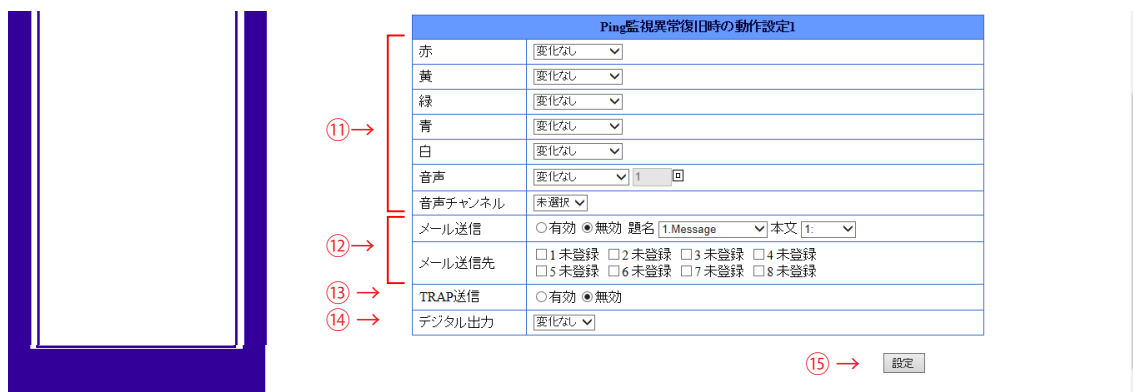 Ping監視異常復旧時の動作設定1
赤 変化なし
黄 変化なし
緑 変化なし
⑪→ 青 変化なし
白 変化なし
音声 変化なし 1 回
音声チャンネル 未選択
メール送信 有効 無効 題名 1.Message 本文 1:
⑫→ メール送信先 1 未登録 2 未登録 3 未登録 4 未登録
5 未登録 6 未登録 7 未登録 8 未登録
⑬→ TRAP送信 有効 無効
⑭→ デジタル出力 変化なし
⑮→ 設定